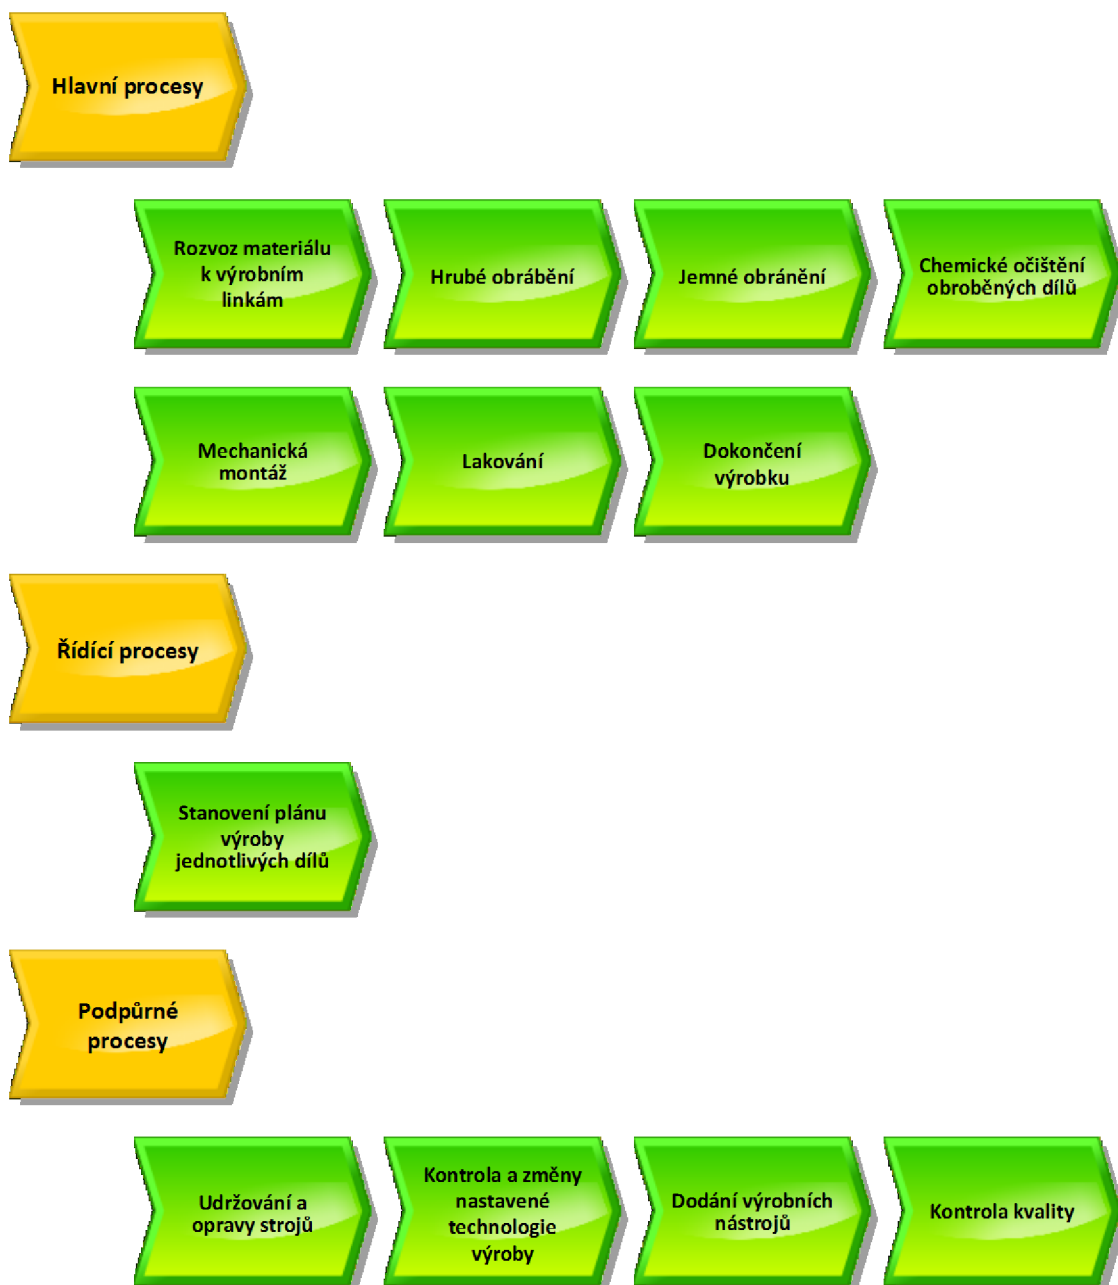 Hlavní procesy
Rozvoz materiálu
k výrobním
linkám
Hrubé obrábění
Jemné obránění
Chemické očištění
obroběných dílů
Mechanická
montáž
Lakování
Dokončení
výrobku
Řídící procesy
Stanovení plánu
výroby
jednotlivých dílů
Podpůrné
procesy
Udržování a
opravy strojů
Kontrola a změny
nastavené
technologie
výroby
Dodání výrobních
nástrojů
Kontrola kvality